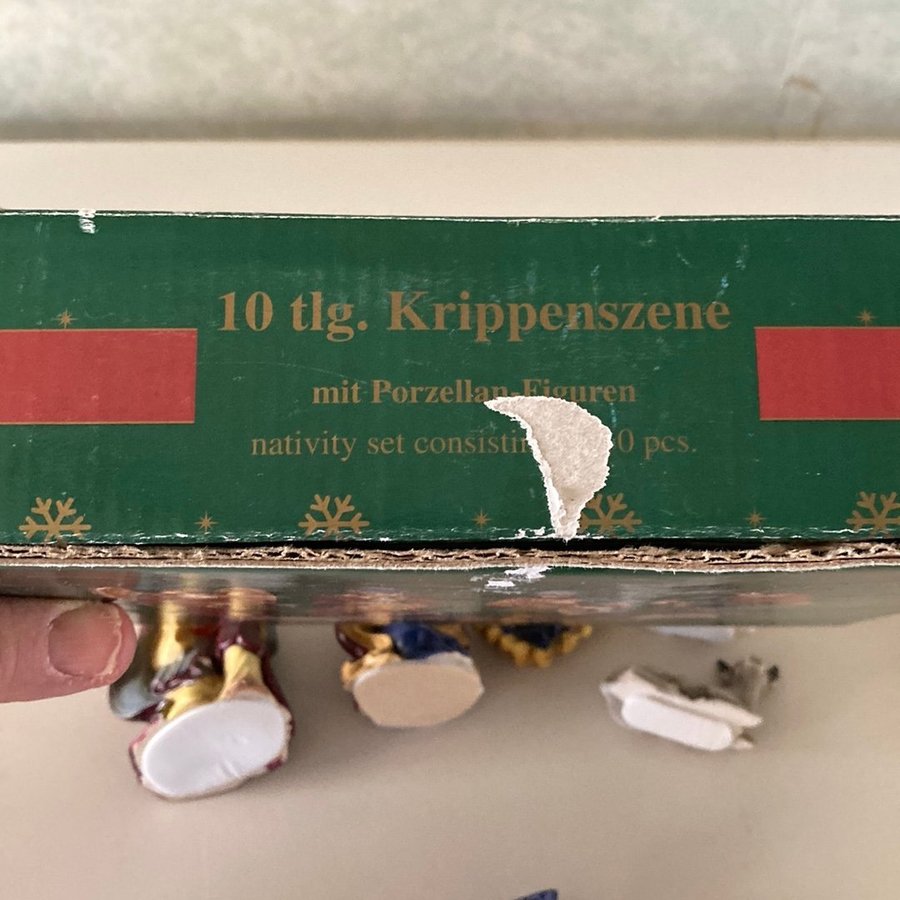 10 tlg. Krippenszene
mit Porzellan-Figuren
nativity set pcs.